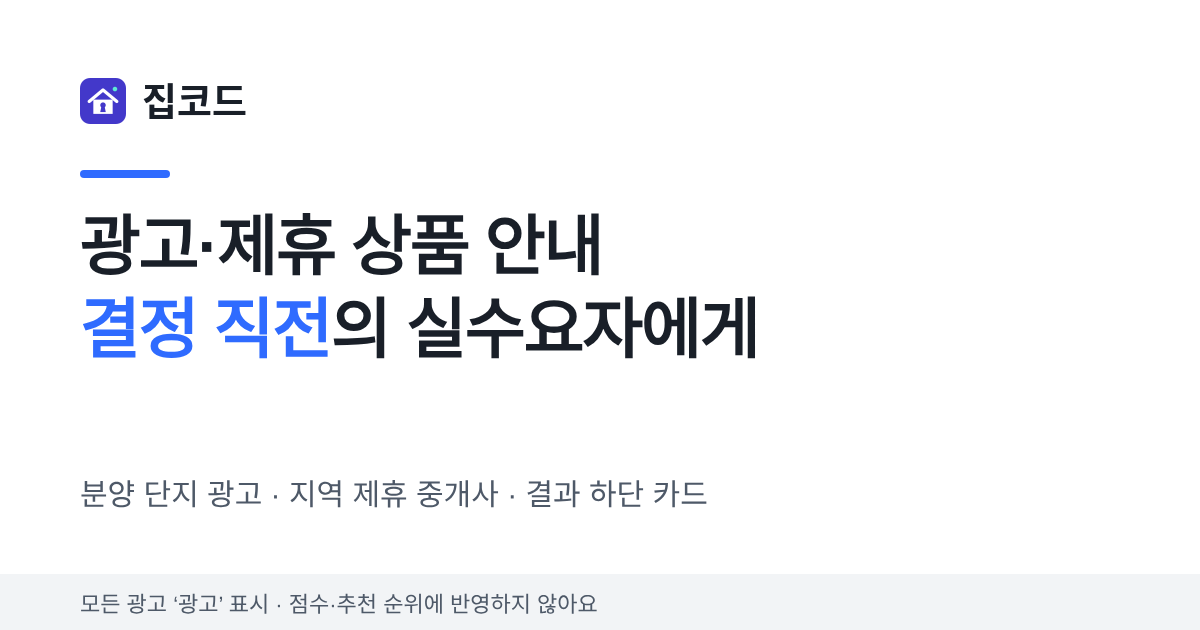 집코드
광고·제휴 상품 안내
결정 직전의 실수요자에게
분양 단지 광고 · 지역 제휴 중개사 · 결과 하단 카드
모든 광고 ‘광고’ 표시 · 점수·추천 순위에 반영하지 않아요